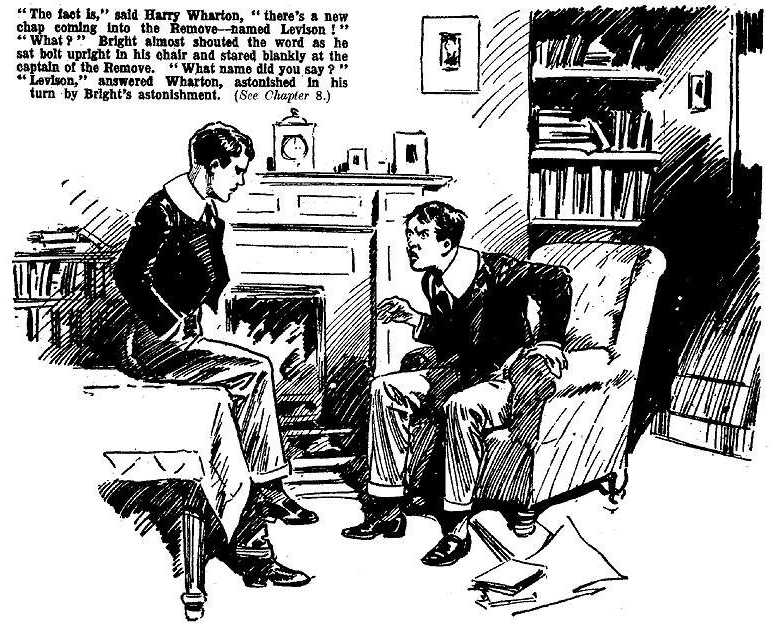 “The fact is,” said Harry Wharton, “there’s a new
chap coming into the Remove—named Levison!”
“What?” Bright almost shouted the word as he
sat bolt upright in his chair and stared blankly at the
captain of the Remove. “What name did you say?”
“Levison,” answered Wharton, astonished in his
turn by Bright’s astonishment. (See Chapter 8.)